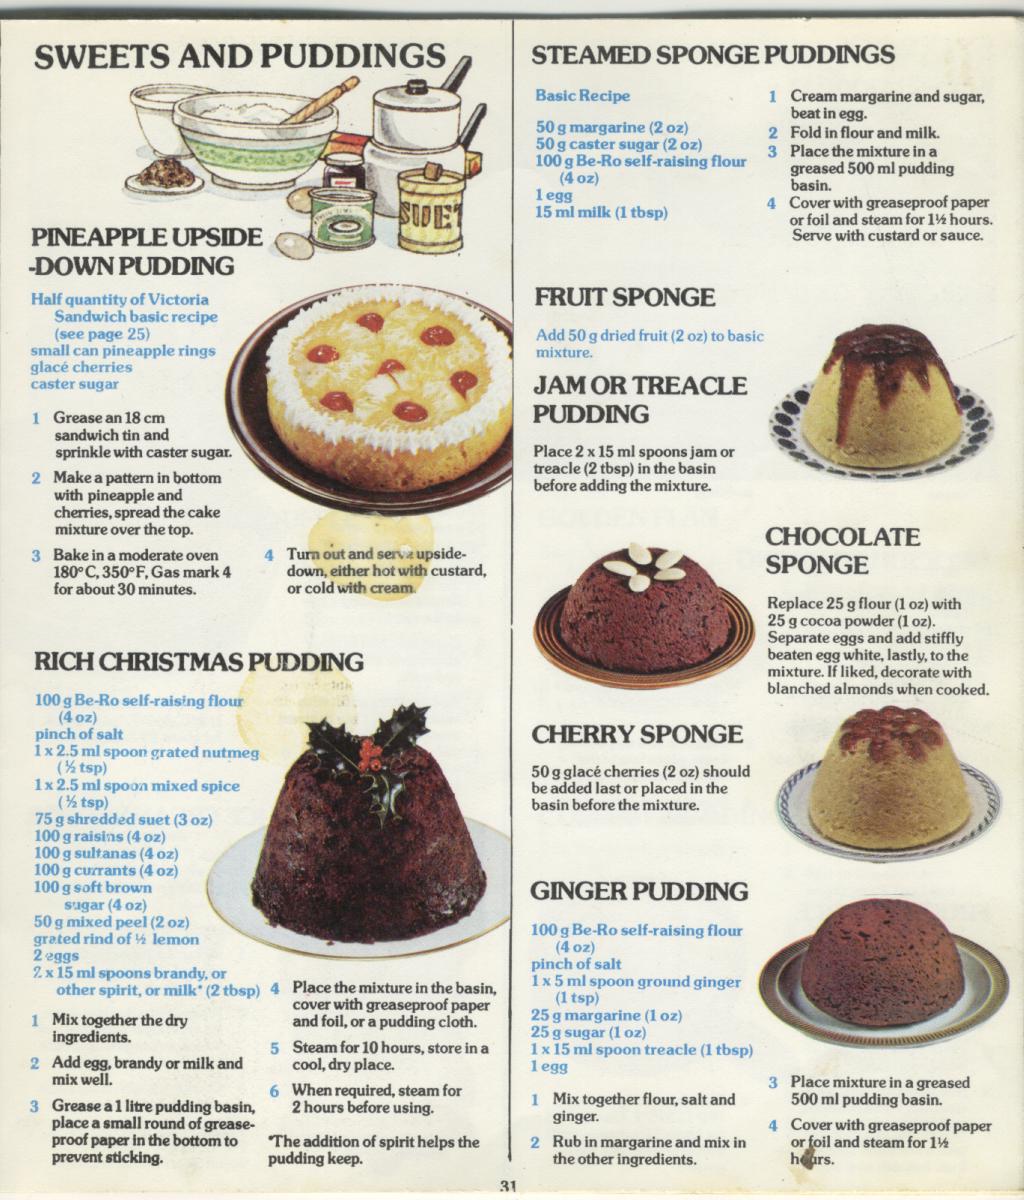 SWEETS AND PUDDINGS
SUET
PINEAPPLE UPSIDE
-DOWN PUDDING
Half quantity of Victoria
Sandwich basic recipe
(see page 25)
small can pineapple rings
glacé cherries
caster sugar
1 Grease an 18 cm
sandwich tin and
sprinkle with caster sugar.
2 Make a pattern in bottom
with pineapple and
cherries, spread the cake
mixture over the top.
3 Bake in a moderate oven
180°C, 350°F, Gas mark 4
for about 30 minutes.
4 Turn out and serve upside-
down, either hot with custard,
or cold with cream.
RICH CHRISTMAS PUDDING
100 g Be-Ro self-raising flour
(4 oz)
pinch of salt
1 x 2.5 ml spoon grated nutmeg
(½ tsp)
1 x 2.5 ml spoon mixed spice
(½ tsp)
75 g shredded suet (3 oz)
100 g raisins (4 oz)
100 g sultanas (4 oz)
100 g currants (4 oz)
100 g soft brown
sugar (4 oz)
50 g mixed peel (2 oz)
grated rind of ½ lemon
2 eggs
2 x 15 ml spoons brandy, or
other spirit, or milk* (2 tbsp)
1 Mix together the dry
ingredients.
2 Add egg, brandy or milk and
mix well.
3 Grease a 1 litre pudding basin,
place a small round of grease-
proof paper in the bottom to
prevent sticking.
4 Place the mixture in the basin,
cover with greaseproof paper
and foil, or a pudding cloth.
5 Steam for 10 hours, store in a
cool, dry place.
6 When required, steam for
2 hours before using.
*The addition of spirit helps the
pudding keep.
STEAMED SPONGE PUDDINGS
Basic Recipe
50 g margarine (2 oz)
50 g caster sugar (2 oz)
100 g Be-Ro self-raising flour
(4 oz)
1 egg
15 ml milk (1 tbsp)
1 Cream margarine and sugar,
beat in egg.
2 Fold in flour and milk.
3 Place the mixture in a
greased 500 ml pudding
basin.
4 Cover with greaseproof paper
or foil and steam for 1½ hours.
Serve with custard or sauce.
FRUIT SPONGE
Add 50 g dried fruit (2 oz) to basic
mixture.
JAM OR TREACLE
PUDDING
Place 2 x 15 ml spoons jam or
treacle (2 tbsp) in the basin
before adding the mixture.
CHOCOLATE
SPONGE
Replace 25 g flour (1 oz) with
25 g cocoa powder (1 oz).
Separate eggs and add stiffly
beaten egg white, lastly, to the
mixture. If liked, decorate with
blanched almonds when cooked.
CHERRY SPONGE
50 g glacé cherries (2 oz) should
be added last or placed in the
basin before the mixture.
GINGER PUDDING
100 g Be-Ro self-raising flour
(4 oz)
pinch of salt
1 x 5 ml spoon ground ginger
(1 tsp)
25 g margarine (1 oz)
25 g sugar (1 oz)
1 x 15 ml spoon treacle (1 tbsp)
1 egg
1 Mix together flour, salt and
ginger.
2 Rub in margarine and mix in
the other ingredients.
3 Place mixture in a greased
500 ml pudding basin.
4 Cover with greaseproof paper
or foil and steam for 1½
hours.
31